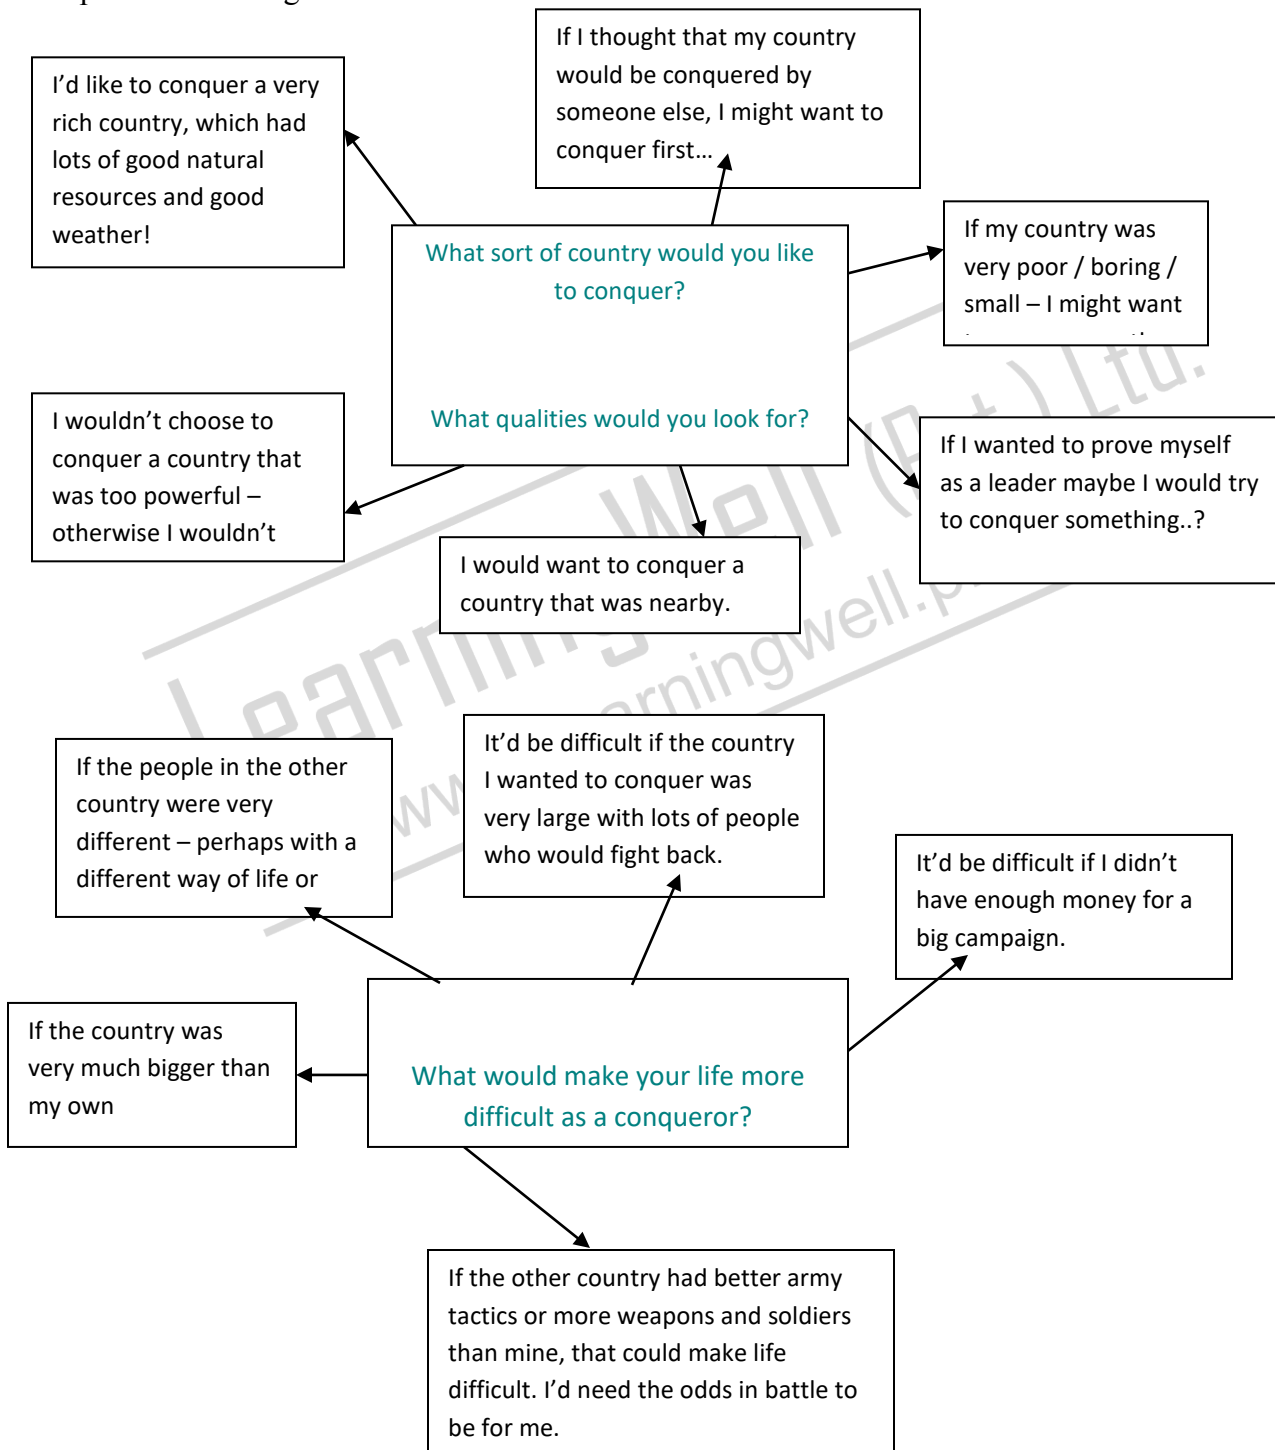 I'd like to conquer a very
rich country, which had
lots of good natural
resources and good
weather!
If I thought that my country
would be conquered by
someone else, I might want to
conquer first…
What sort of country would you like
to conquer?
What qualities would you look for?
If my country was
very poor / boring /
small – I might want
I wouldn't choose to
conquer a country that
was too powerful –
otherwise I wouldn't
If I wanted to prove myself
as a leader maybe I would try
to conquer something..?
I would want to conquer a
country that was nearby.
If the people in the other
country were very
different – perhaps with a
different way of life or
It'd be difficult if the country
I wanted to conquer was
very large with lots of people
who would fight back.
It'd be difficult if I didn't
have enough money for a
big campaign.
If the country was
very much bigger than
my own
What would make your life more
difficult as a conqueror?
If the other country had better army
tactics or more weapons and soldiers
than mine, that could make life
difficult. I'd need the odds in battle to
be for me.